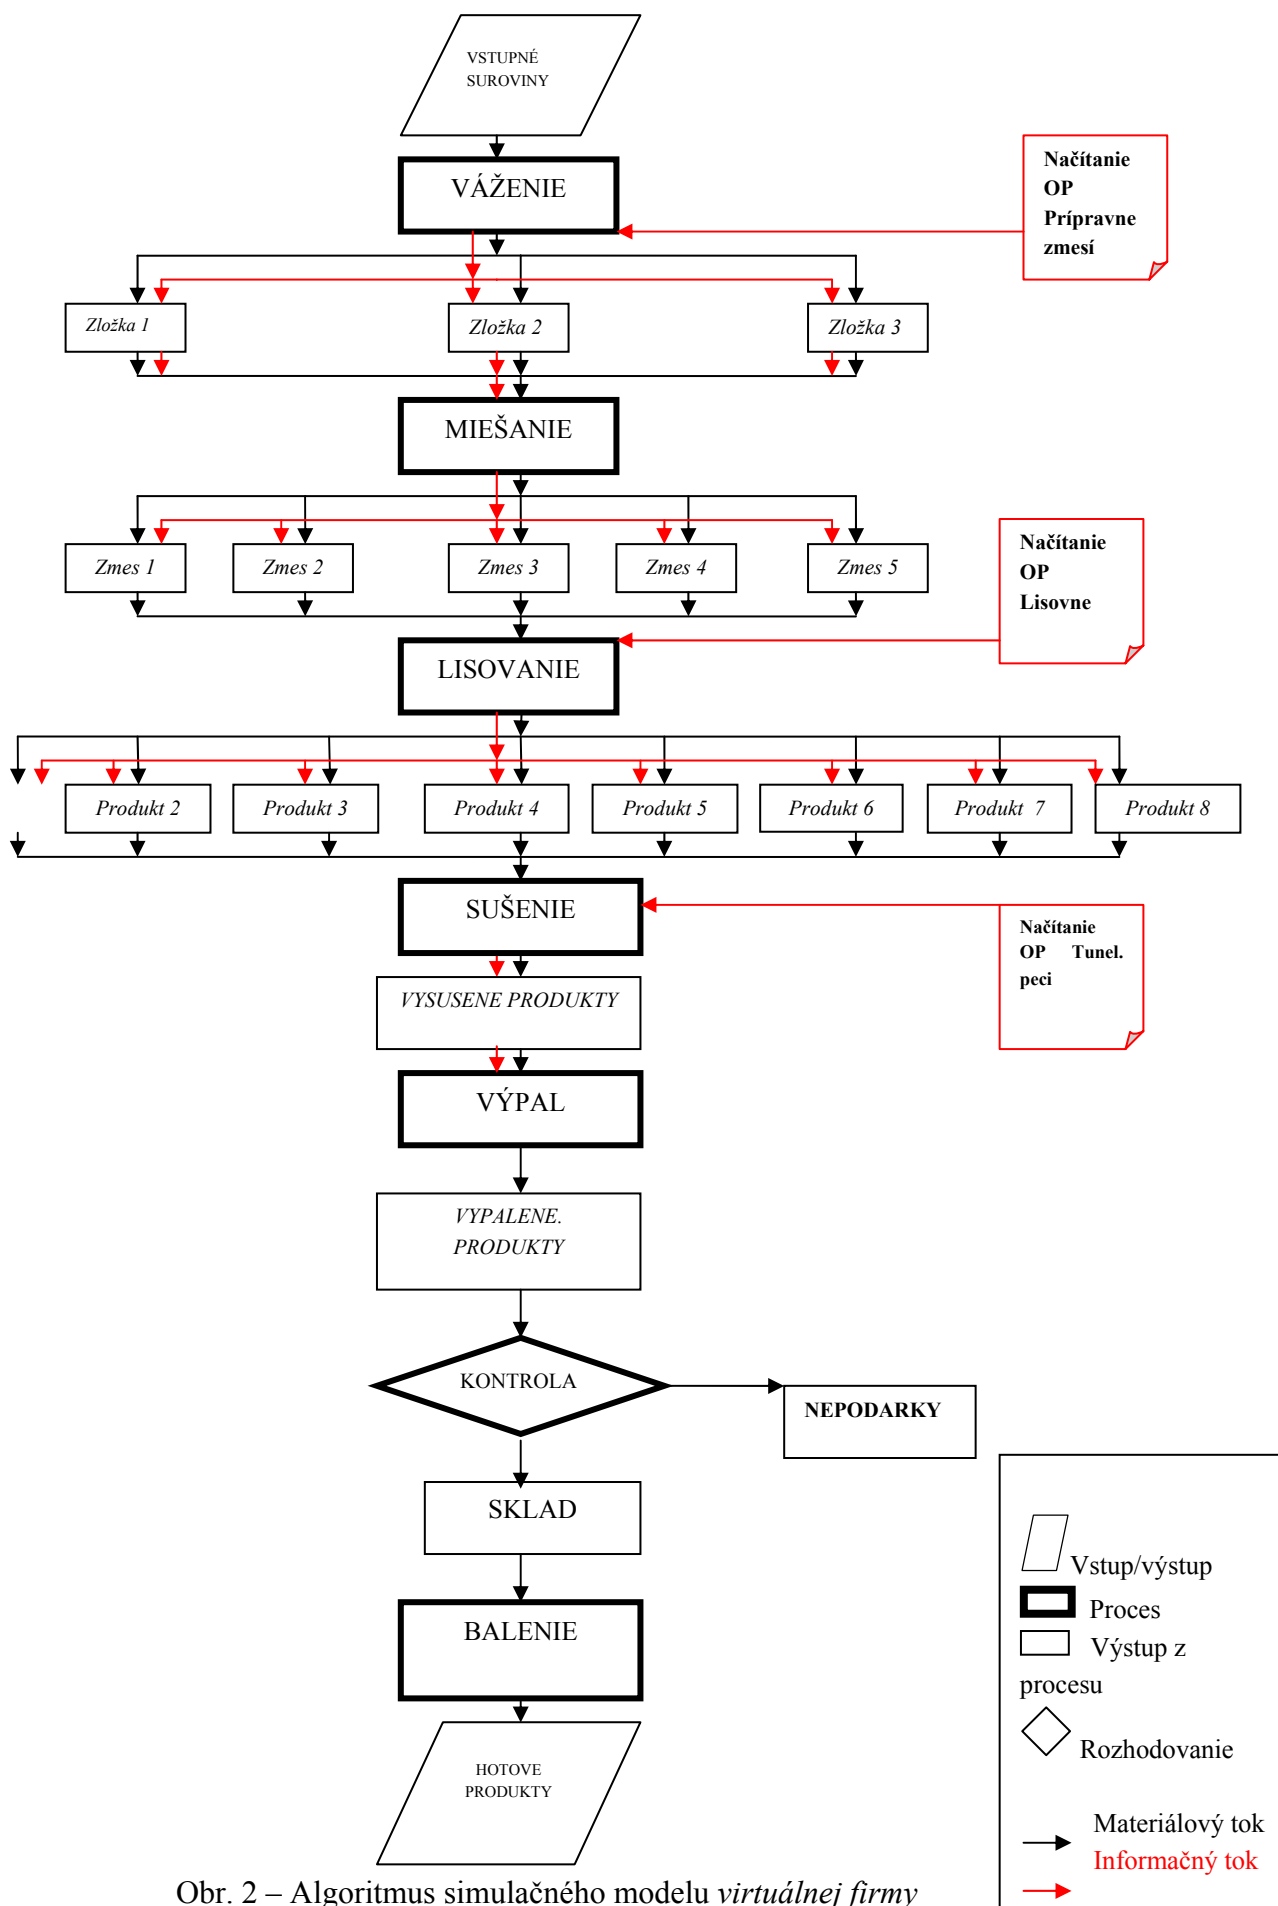 VSTUPNÉ
SUROVINY
VÁŽENIE
Načítanie
OP
Prípravne
zmesí
Zložka 1
Zložka 2
Zložka 3
MIEŠANIE
Zmes 1
Zmes 2
Zmes 3
Zmes 4
Zmes 5
Načítanie
OP
Lisovne
LISOVANIE
Produkt 2
Produkt 3
Produkt 4
Produkt 5
Produkt 6
Produkt 7
Produkt 8
SUŠENIE
Načítanie
OP Tunel.
peci
VYSUSENE PRODUKTY
VÝPAL
VYPALENE.
PRODUKTY
KONTROLA
NEPODARKY
SKLAD
BALENIE
HOTOVE
PRODUKTY
Vstup/výstup
Proces
Výstup z
procesu
Rozhodovanie
Materiálový tok
Informačný tok
Obr. 2 – Algoritmus simulačného modelu virtuálnej firmy